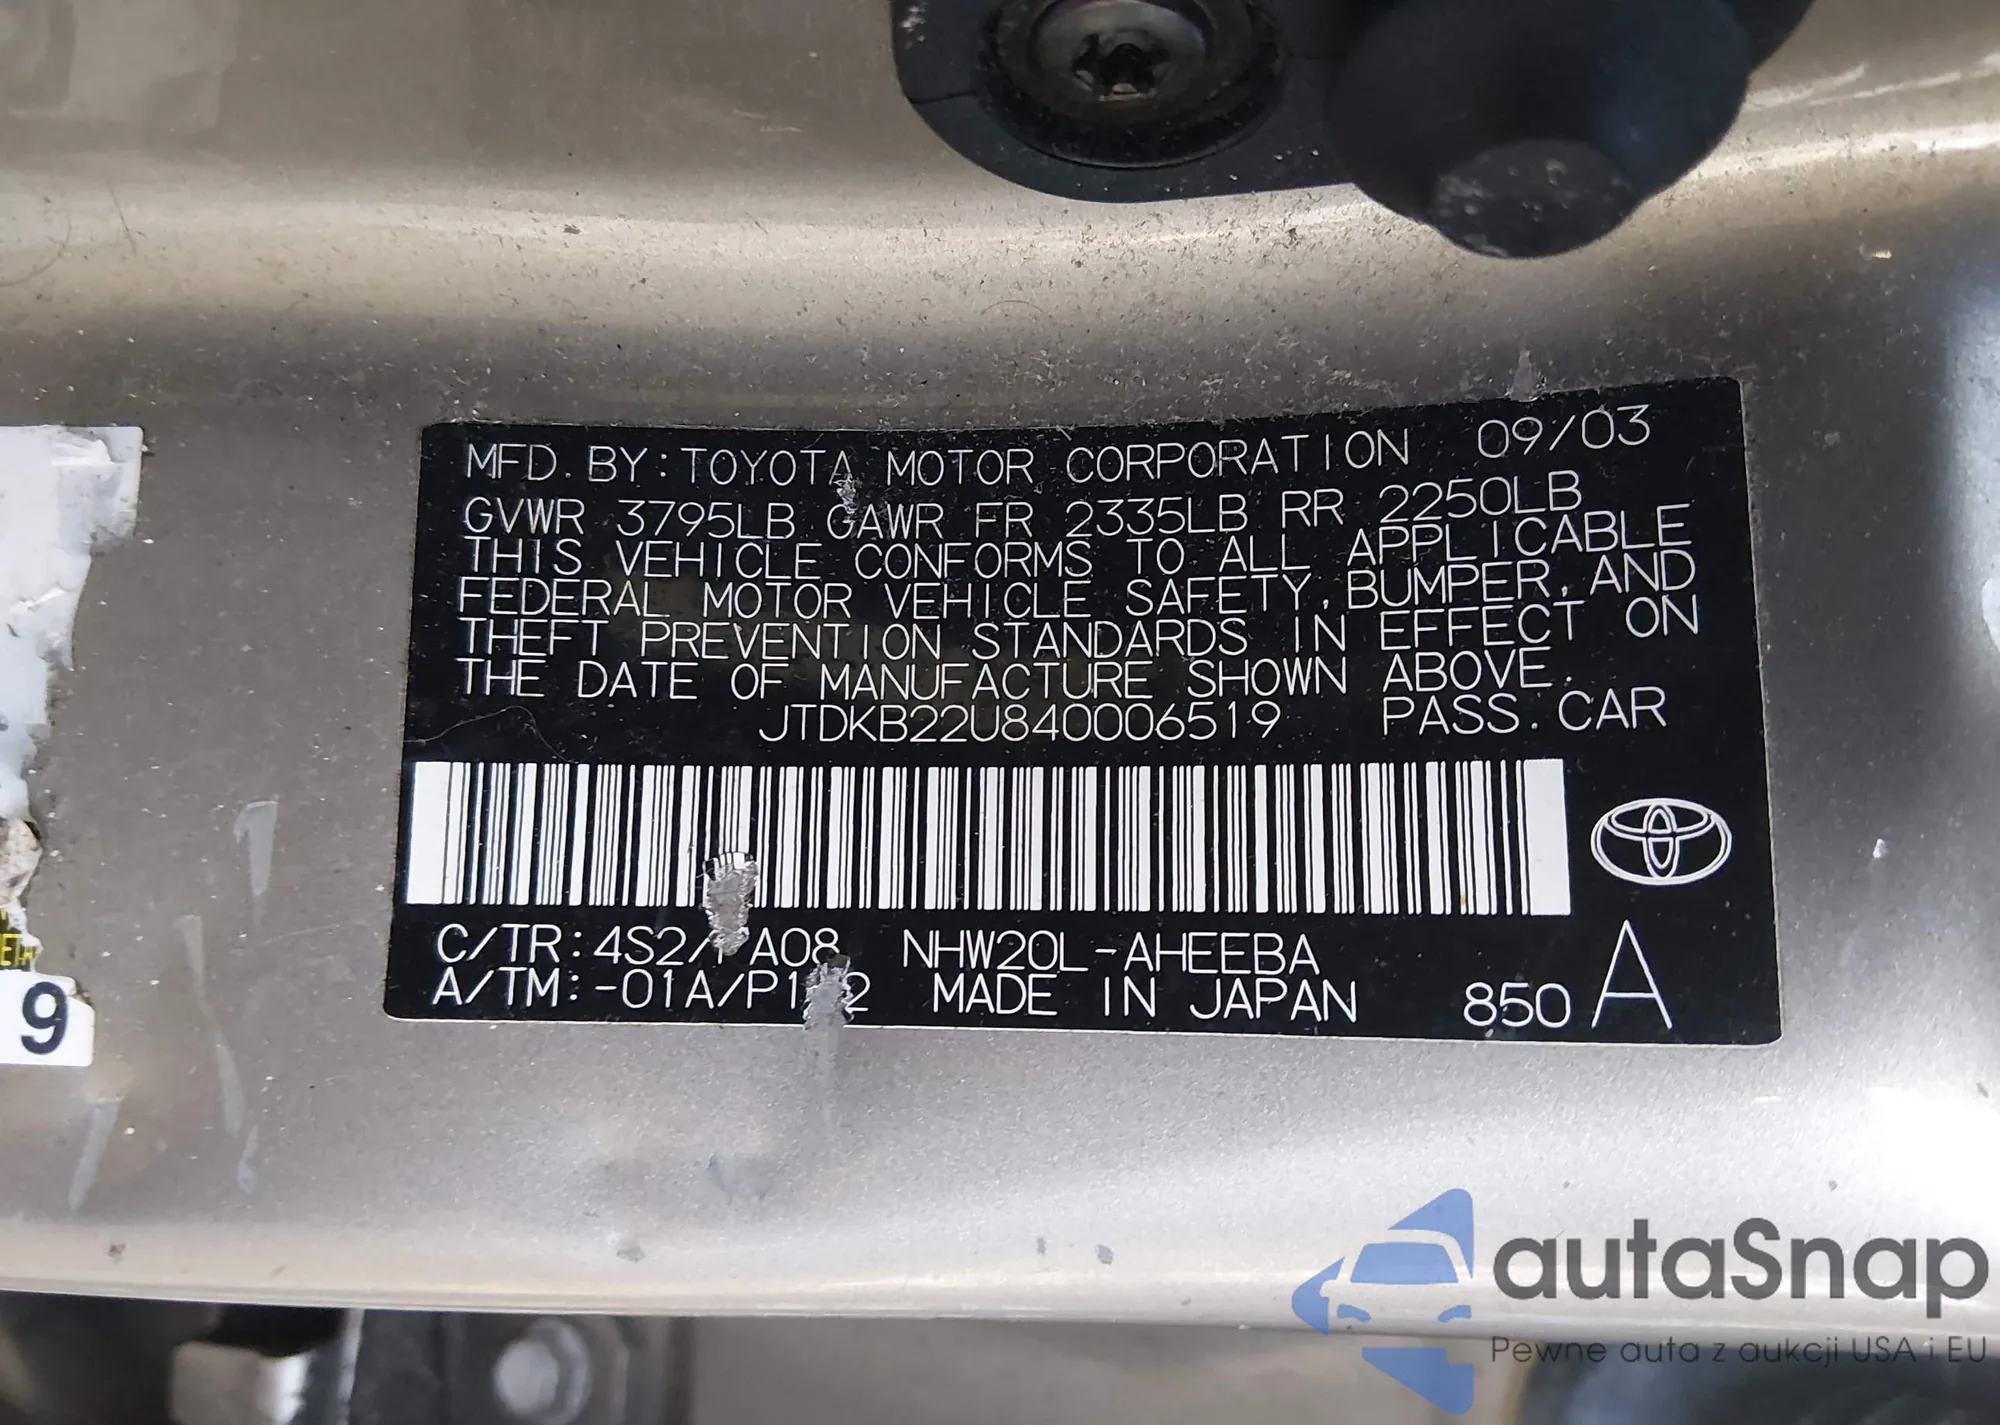 MFD. BY: TOYOTA MOTOR CORPORATION 09/03
GVWR 3795LB GAWR FR 2335LB RR 2250LB
THIS VEHICLE CONFORMS TO ALL APPLICABLE
FEDERAL MOTOR VEHICLE SAFETY, BUMPER, AND
THEFT PREVENTION STANDARDS IN EFFECT ON
THE DATE OF MANUFACTURE SHOWN ABOVE.
JTDKB22U840006519 PASS. CAR
C/TR: NHW20L-AHEEBA
A/TM: MADE IN JAPAN 850 A
9
autaSnap
Pewne auta z aukcji USA i EU